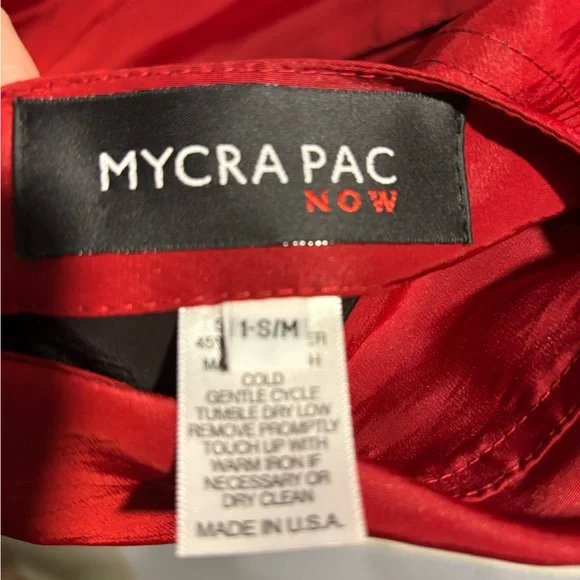 MYCRA PAC
NOW
1-S/M
COLD
GENTLE CYCLE
TUMBLE DRY LOW
REMOVE PROMPTLY
TOUCH UP WITH
WARM IRON IF
NECESSARY OR
DRY CLEAN
MADE IN U.S.A.